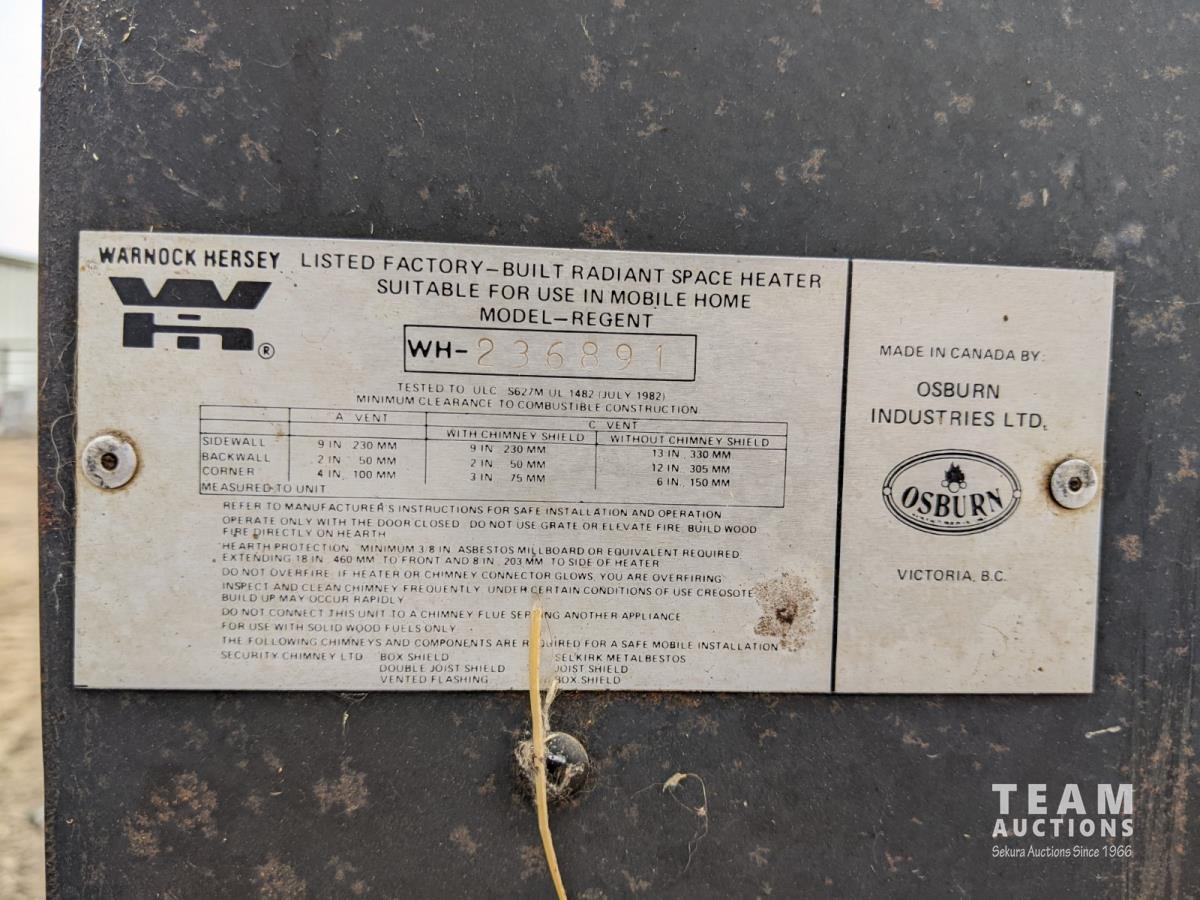 WARNOCK HERSEY
LISTED FACTORY-BUILT RADIANT SPACE HEATER
SUITABLE FOR USE IN MOBILE HOME
MODEL-REGENT
WH-236891
®
TESTED TO ULC S627M UL 1482 (JULY 1982)
MINIMUM CLEARANCE TO COMBUSTIBLE CONSTRUCTION
A VENT C VENT
WITH CHIMNEY SHIELD WITHOUT CHIMNEY SHIELD
SIDEWALL 9 IN 230 MM 9 IN 230 MM 13 IN 330 MM
BACKWALL 2 IN 50 MM 2 IN 50 MM 12 IN 305 MM
CORNER 4 IN 100 MM 3 IN 75 MM 6 IN 150 MM
MEASURED TO UNIT
REFER TO MANUFACTURER'S INSTRUCTIONS FOR SAFE INSTALLATION AND OPERATION
OPERATE ONLY WITH THE DOOR CLOSED DO NOT USE GRATE OR ELEVATE FIRE BUILD WOOD
FIRE DIRECTLY ON HEARTH
HEARTH PROTECTION MINIMUM 3/8 IN ASBESTOS MILLBOARD OR EQUIVALENT REQUIRED
EXTENDING 18 IN 460 MM TO FRONT AND 8 IN 203 MM TO SIDE OF HEATER
DO NOT OVERFIRE IF HEATER OR CHIMNEY CONNECTOR GLOWS, YOU ARE OVERFIRING
INSPECT AND CLEAN CHIMNEY FREQUENTLY UNDER CERTAIN CONDITIONS OF USE CREOSOTE
BUILD UP MAY OCCUR RAPIDLY
DO NOT CONNECT THIS UNIT TO A CHIMNEY FLUE SERVING ANOTHER APPLIANCE
FOR USE WITH SOLID WOOD FUELS ONLY
THE FOLLOWING CHIMNEYS AND COMPONENTS ARE REQUIRED FOR A SAFE MOBILE INSTALLATION
SECURITY CHIMNEY LTD BOX SHIELD SELKIRK METALBESTOS
DOUBLE JOIST SHIELD JOIST SHIELD
VENTED FLASHING BOX SHIELD
MADE IN CANADA BY:
OSBURN
INDUSTRIES LTD.
OSBURN
VICTORIA, B.C.
TEAM
AUCTIONS
Sekura Auctions Since 1966